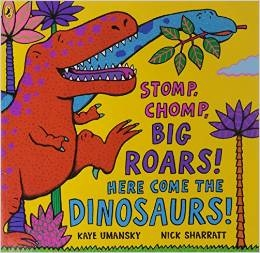 STOMP,
CHOMP,
BIG
ROARS!
HERE COME THE
DINOSAURS!
KAYE UMANSKY NICK SHARRATT